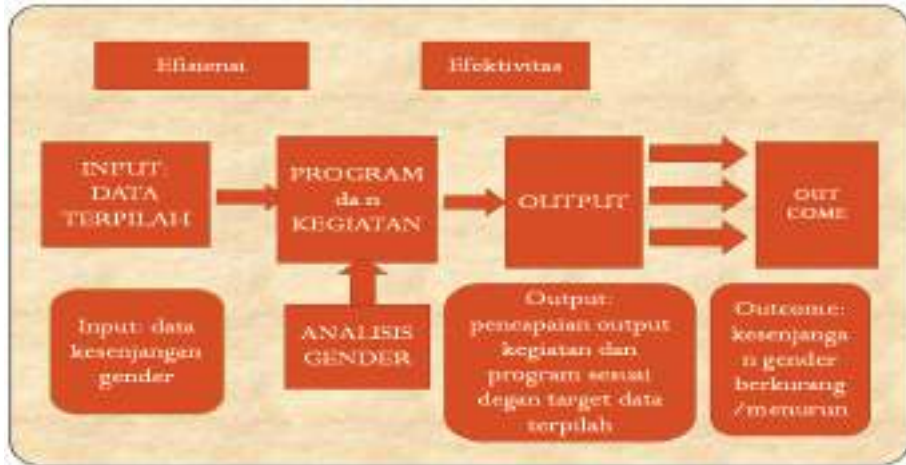 Efisiensi
Efektivitas
INPUT:
DATA
TERPILAH
PROGRAM
da n
KEGIATAN
OUTPUT
OUT
COME
Input: data
kesenjangan
gender
ANALISIS
GENDER
Output:
pencapaian output
kegiatan dan
program sesuai
degan target data
terpilah
Outcome:
kesenjanga
n gender
berkurang
/menurun